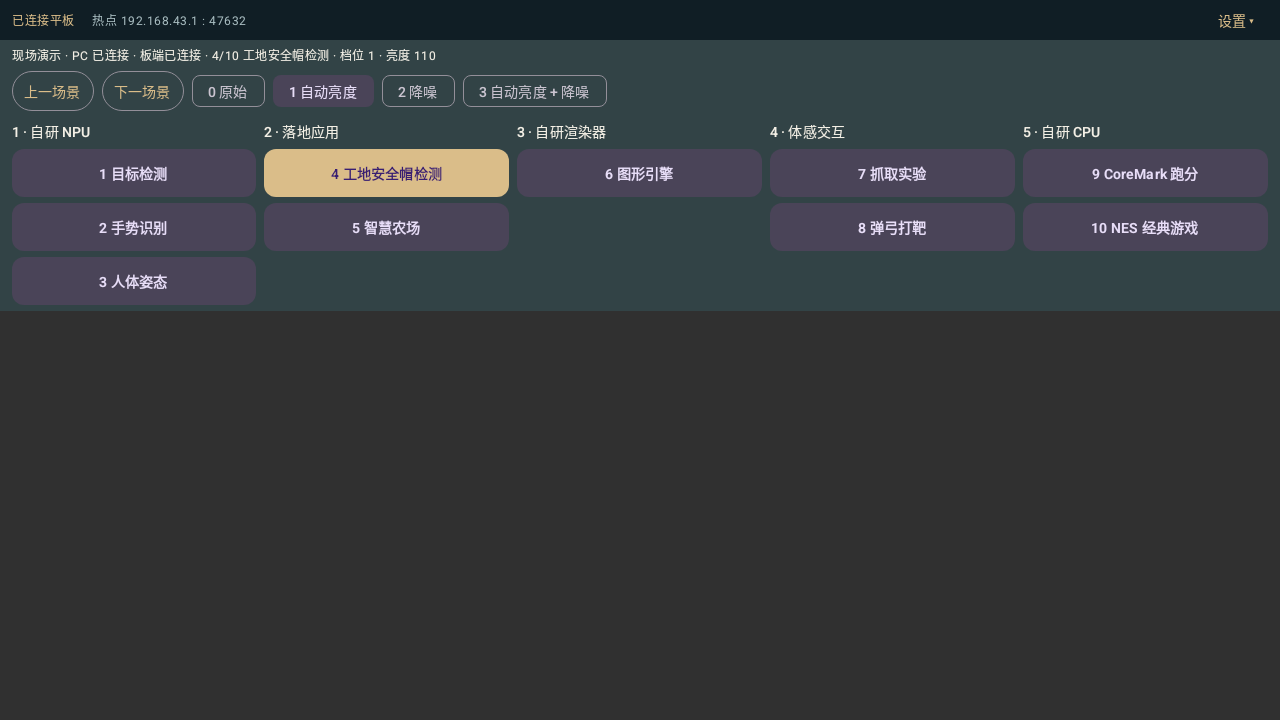 已连接平板 热点 192.168.43.1 : 47632 设置 ▾
现场演示 · PC 已连接 · 板端已连接 · 4/10 工地安全帽检测 · 档位 1 · 亮度 110
上一场景 下一场景 0 原始 1 自动亮度 2 降噪 3 自动亮度 + 降噪
1 · 自研 NPU 2 · 落地应用 3 · 自研渲染器 4 · 体感交互 5 · 自研 CPU
1 目标检测 4 工地安全帽检测 6 图形引擎 7 抓取实验 9 CoreMark 跑分
2 手势识别 5 智慧农场 8 弹弓打靶 10 NES 经典游戏
3 人体姿态